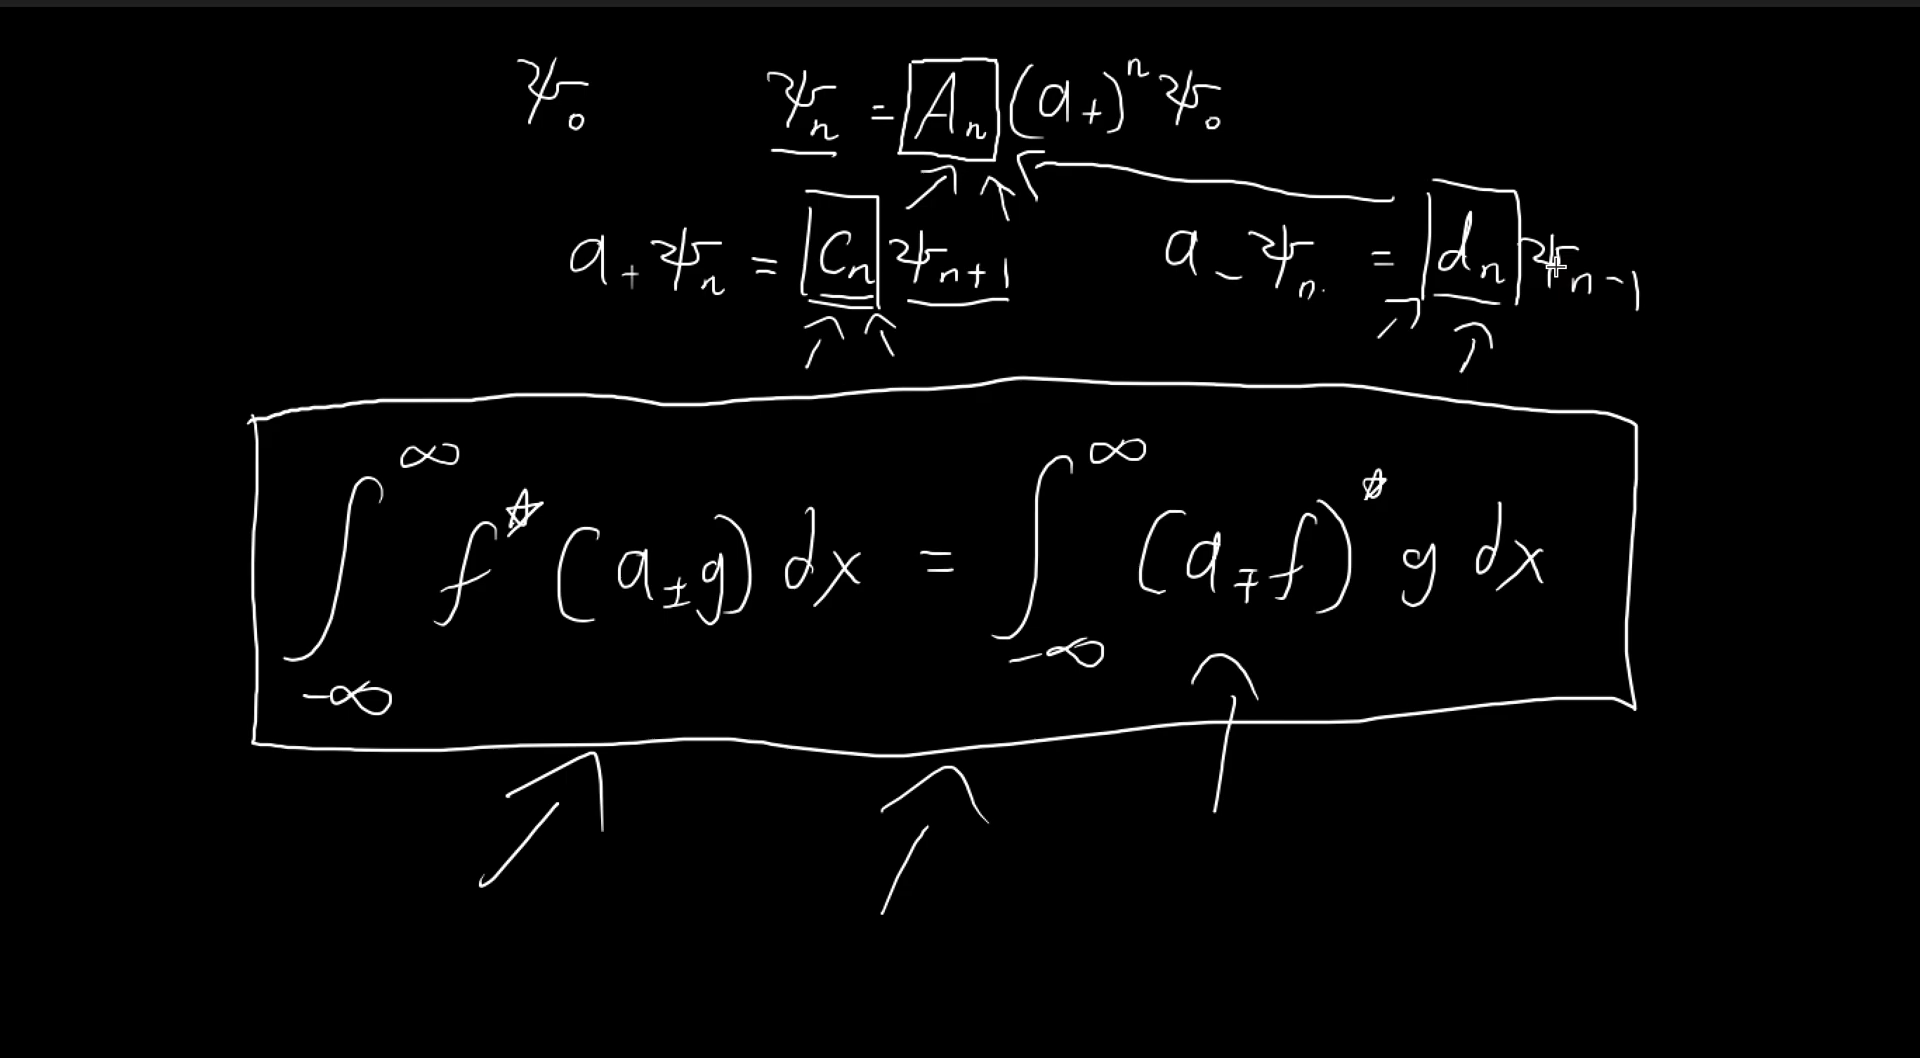 ψ₀ ψₙ = Aₙ (a₊)ⁿ ψ₀
a₊ψₙ = cₙ ψₙ₊₁ a₋ψₙ = dₙ ψₙ₋₁
∫_{-∞}^{∞} f* (a±g) dx = ∫_{-∞}^{∞} (a∓f)* g dx